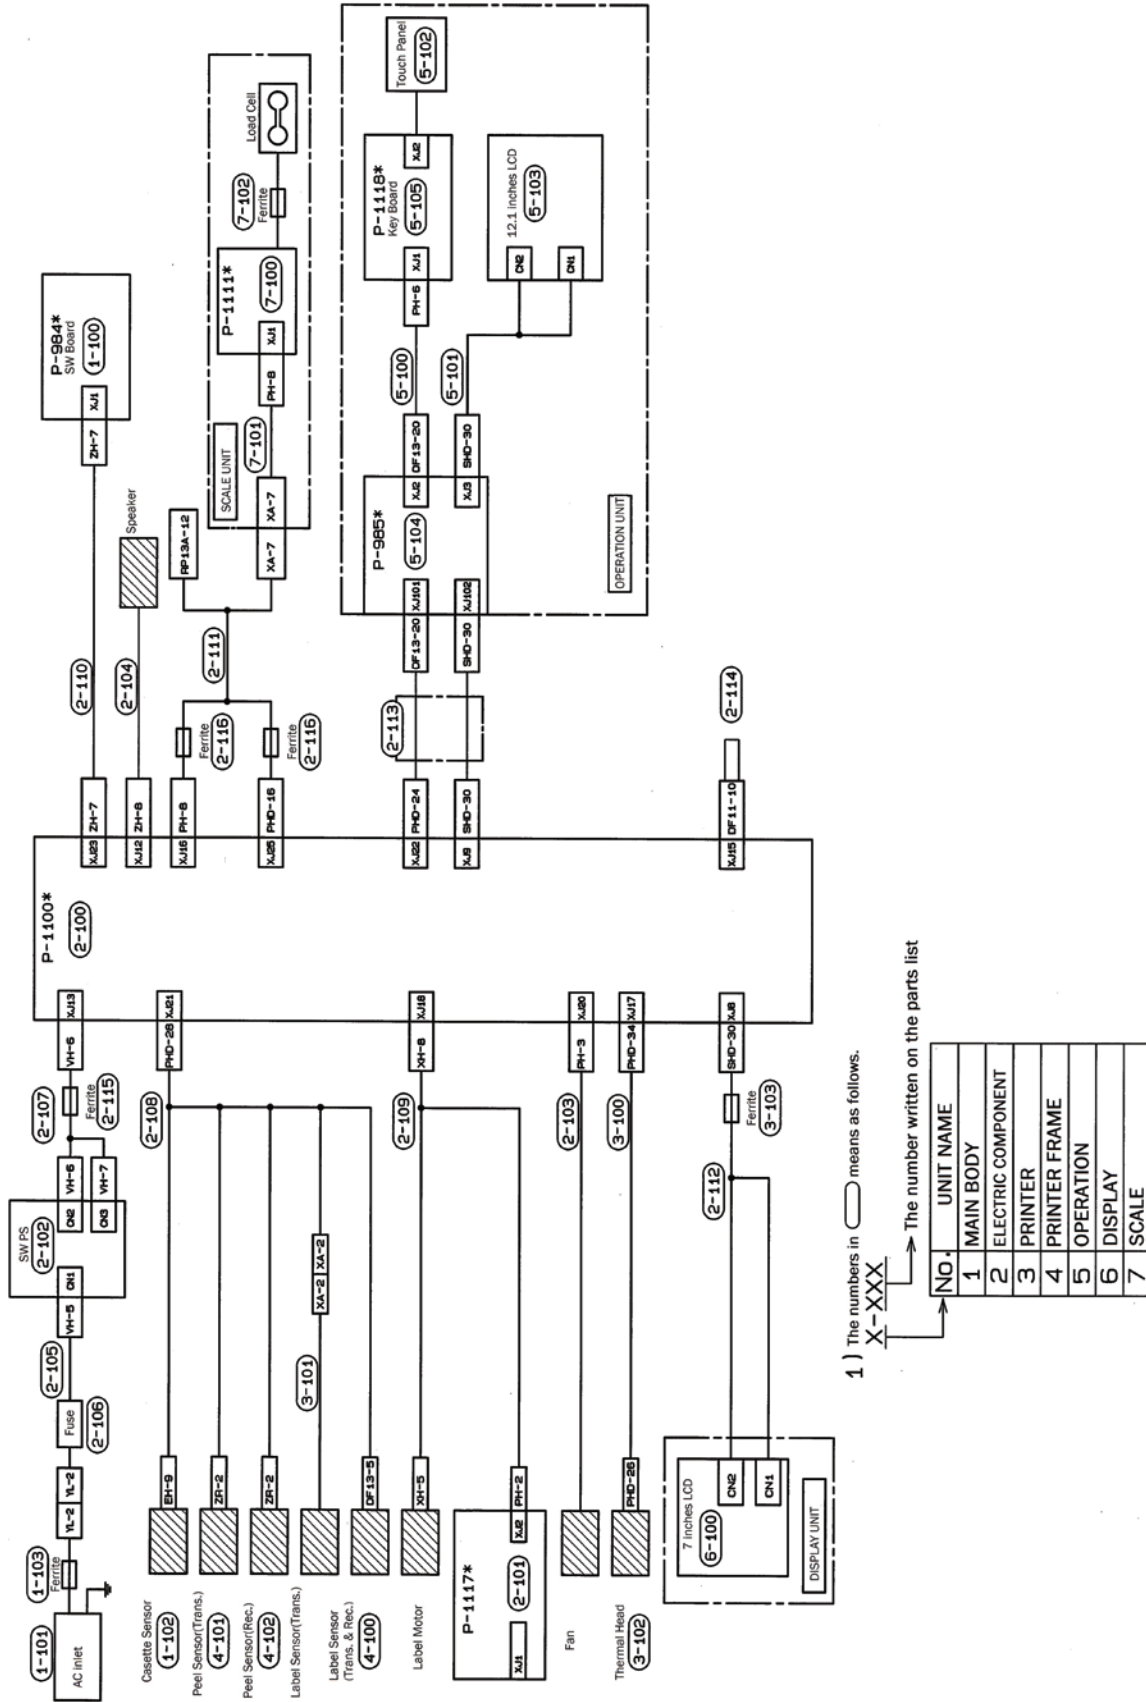 AC inlet
1-101
1-103
Ferrite
YL-2
YL-2
Fuse
2-106
2-105
VH-5
CN1
SW PS
2-102
CN2
VH-6
CN3
VH-7
2-107
Ferrite
2-115
VH-6
XJ13
P-1100*
2-100
Casette Sensor
1-102
EH-9
2-108
PHD-28
XJ21
Peel Sensor(Trans.)
4-101
ZR-2
Peel Sensor(Rec.)
4-102
ZR-2
Label Sensor(Trans.)
3-101
XA-2
XA-2
Label Sensor
(Trans. & Rec.)
4-100
DF13-5
Label Motor
XH-5
2-109
XH-8
XJ18
P-1117*
2-101
XJ1
XJ2
PH-2
Fan
2-103
PH-3
XJ20
Thermal Head
3-102
PHD-26
3-100
PHD-34
XJ17
7 inches LCD
6-100
CN2
CN1
DISPLAY UNIT
2-112
Ferrite
3-103
SHD-30
XJ8
XJ23
ZH-7
2-110
ZH-7
XJ1
P-984*
SW Board
1-100
XJ12
ZH-8
2-104
Speaker
XJ16
PH-8
Ferrite
2-116
XJ25
PHD-16
Ferrite
2-116
2-111
RP13A-12
XA-7
XA-7
SCALE UNIT
7-101
PH-8
XJ1
P-1111*
7-100
7-102
Ferrite
Load Cell
XJ22
PHD-24
2-113
DF13-20
XJ101
XJ9
SHD-30
SHD-30
XJ102
P-985*
5-104
XJ2
DF13-20
XJ3
SHD-30
5-100
5-101
PH-6
XJ1
P-1118*
Key Board
5-105
XJ2
Touch Panel
5-102
12.1 inches LCD
5-103
CN2
CN1
OPERATION UNIT
XJ15
DF11-10
2-114
1) The numbers in means as follows.
X-XXX
The number written on the parts list
No. UNIT NAME
1 MAIN BODY
2 ELECTRIC COMPONENT
3 PRINTER
4 PRINTER FRAME
5 OPERATION
6 DISPLAY
7 SCALE